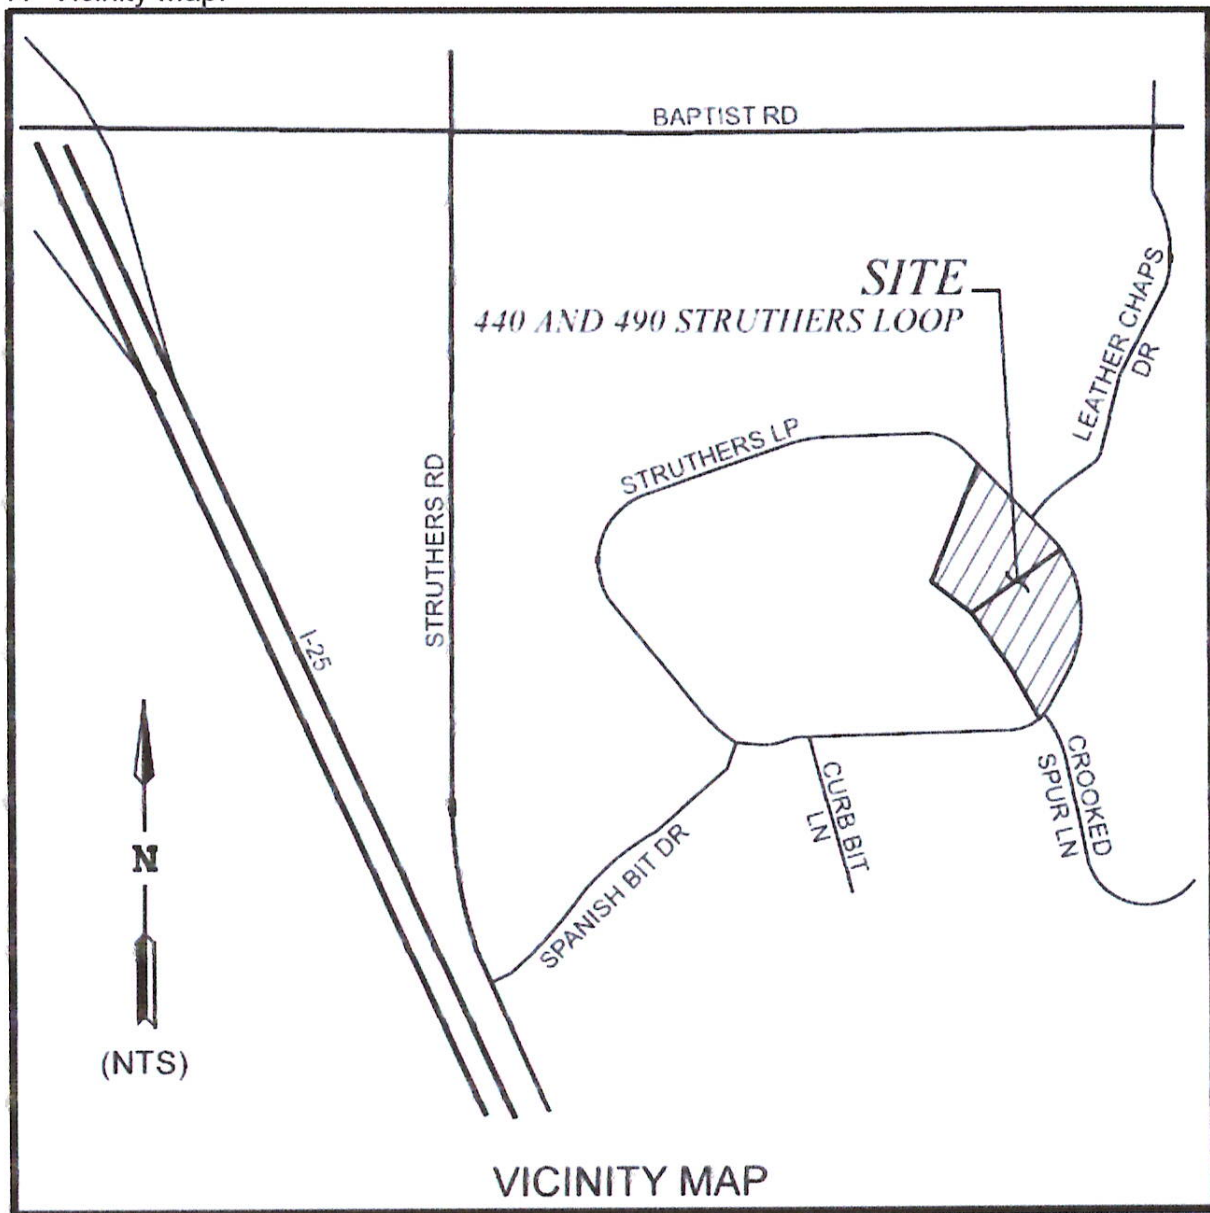 BAPTIST RD
SITE
440 AND 490 STRUTHERS LOOP
LEATHER CHAPS
DR
STRUTHERS LP
STRUTHERS RD
I-25
CROOKED
SPUR LN
CURB BIT
LN
SPANISH BIT DR
N
(NTS)
VICINITY MAP